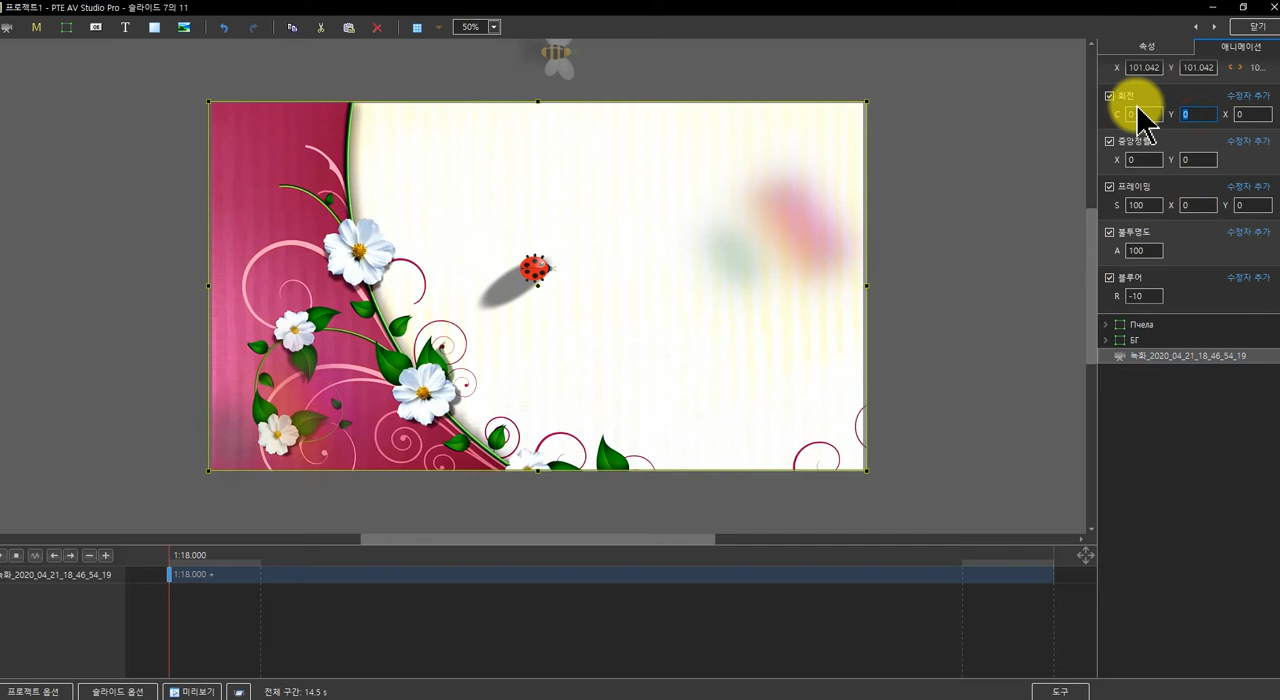 프로젝트1 - PTE AV Studio Pro - 슬라이드 7의 11
M OK T 50% 닫기
속성 애니메이션
X 101.042 Y 101.042 10...
회전 수정자 추가
C 0 Y 0 X 0
수정자 추가
X 0 Y 0
프레이밍 수정자 추가
S 100 X 0 Y 0
불투명도 수정자 추가
A 100
블루어 수정자 추가
R -10
Пчела
БГ
녹화_2020_04_21_18_46_54_19
1:18.000
녹화_2020_04_21_18_46_54_19 1:18.000
프로젝트 옵션 슬라이드 옵션 미리보기 전체 구간: 14.5 s 도구